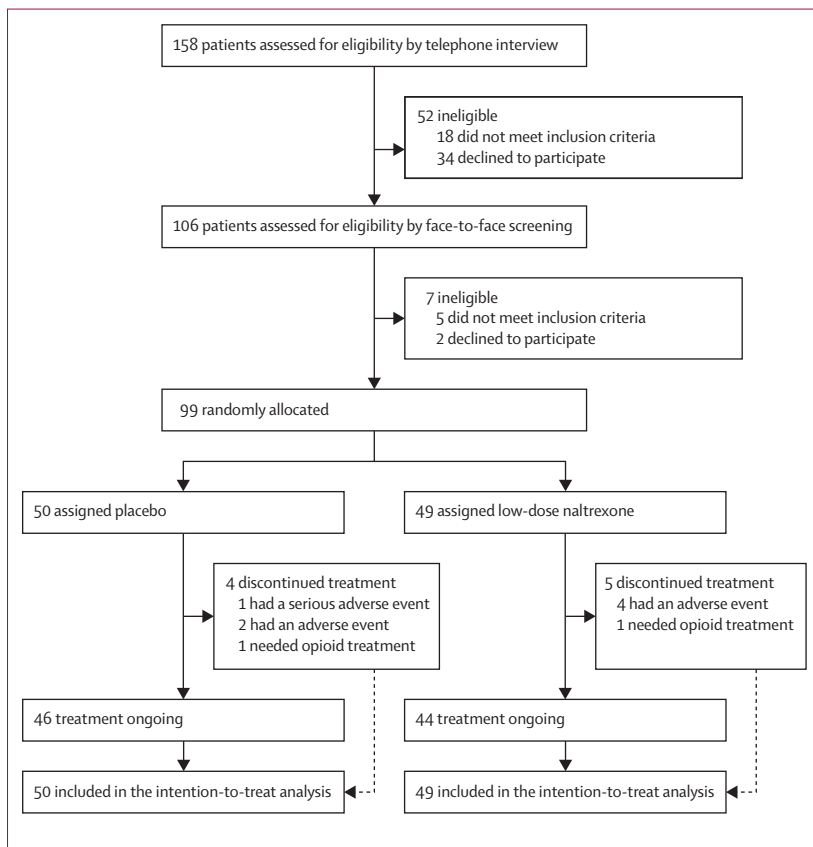 158 patients assessed for eligibility by telephone interview
52 ineligible
18 did not meet inclusion criteria
34 declined to participate
106 patients assessed for eligibility by face-to-face screening
7 ineligible
5 did not meet inclusion criteria
2 declined to participate
99 randomly allocated
50 assigned placebo
49 assigned low-dose naltrexone
4 discontinued treatment
1 had a serious adverse event
2 had an adverse event
1 needed opioid treatment
5 discontinued treatment
4 had an adverse event
1 needed opioid treatment
46 treatment ongoing
44 treatment ongoing
50 included in the intention-to-treat analysis
49 included in the intention-to-treat analysis